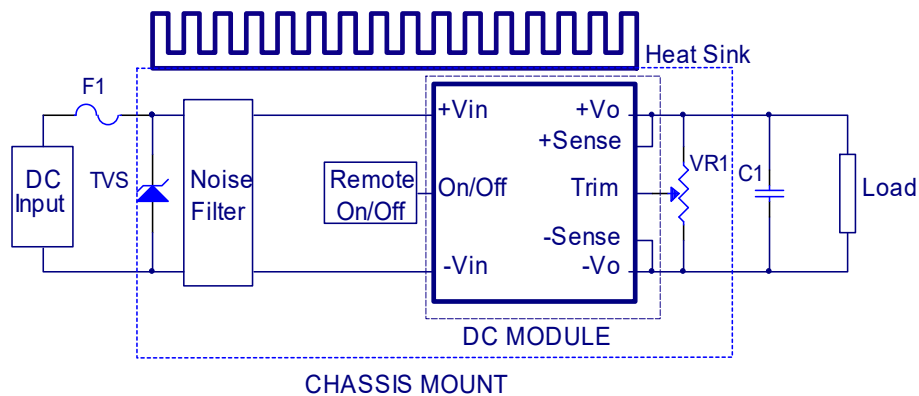 Heat Sink
F1
+Vin
+Vo
+Sense
DC
Input
TVS
Noise
Filter
Remote
On/Off
On/Off
Trim
VR1
C1
Load
-Sense
-Vin
-Vo
DC MODULE
CHASSIS MOUNT